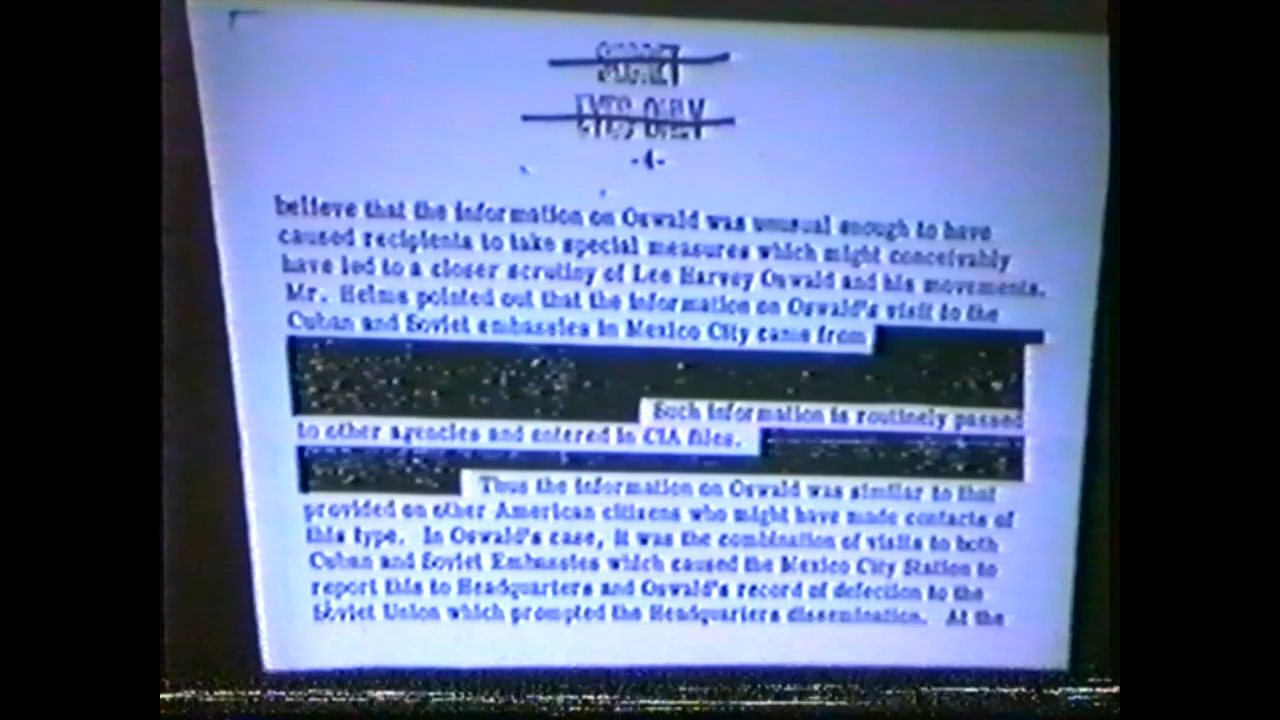 SECRET
EYES ONLY
-4-
believe that the information on Oswald was unusual enough to have
caused recipients to take special measures which might conceivably
have led to a closer scrutiny of Lee Harvey Oswald and his movements.
Mr. Helms pointed out that the information on Oswald's visit to the
Cuban and Soviet embassies in Mexico City came from
Such information is routinely passed
to other agencies and entered in CIA files.
Thus the information on Oswald was similar to that
provided on other American citizens who might have made contacts of
this type. In Oswald's case, it was the combination of visits to both
Cuban and Soviet Embassies which caused the Mexico City Station to
report this to Headquarters and Oswald's record of defection to the
Soviet Union which prompted the Headquarters dissemination. At the